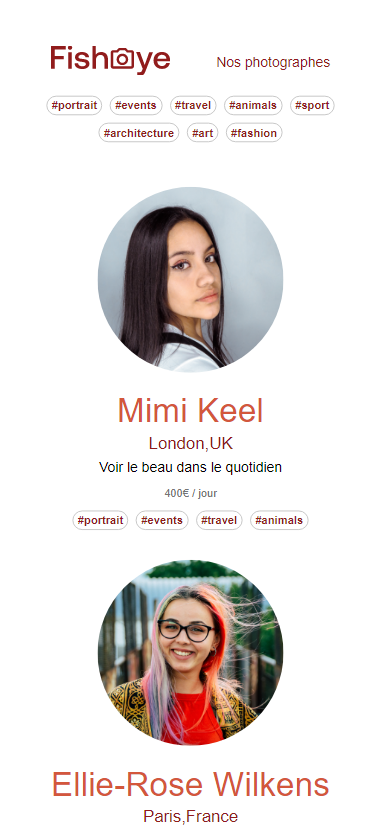 Fisheye Nos photographes
#portrait #events #travel #animals #sport
#architecture #art #fashion
Mimi Keel
London,UK
Voir le beau dans le quotidien
400€ / jour
#portrait #events #travel #animals
Ellie-Rose Wilkens
Paris,France